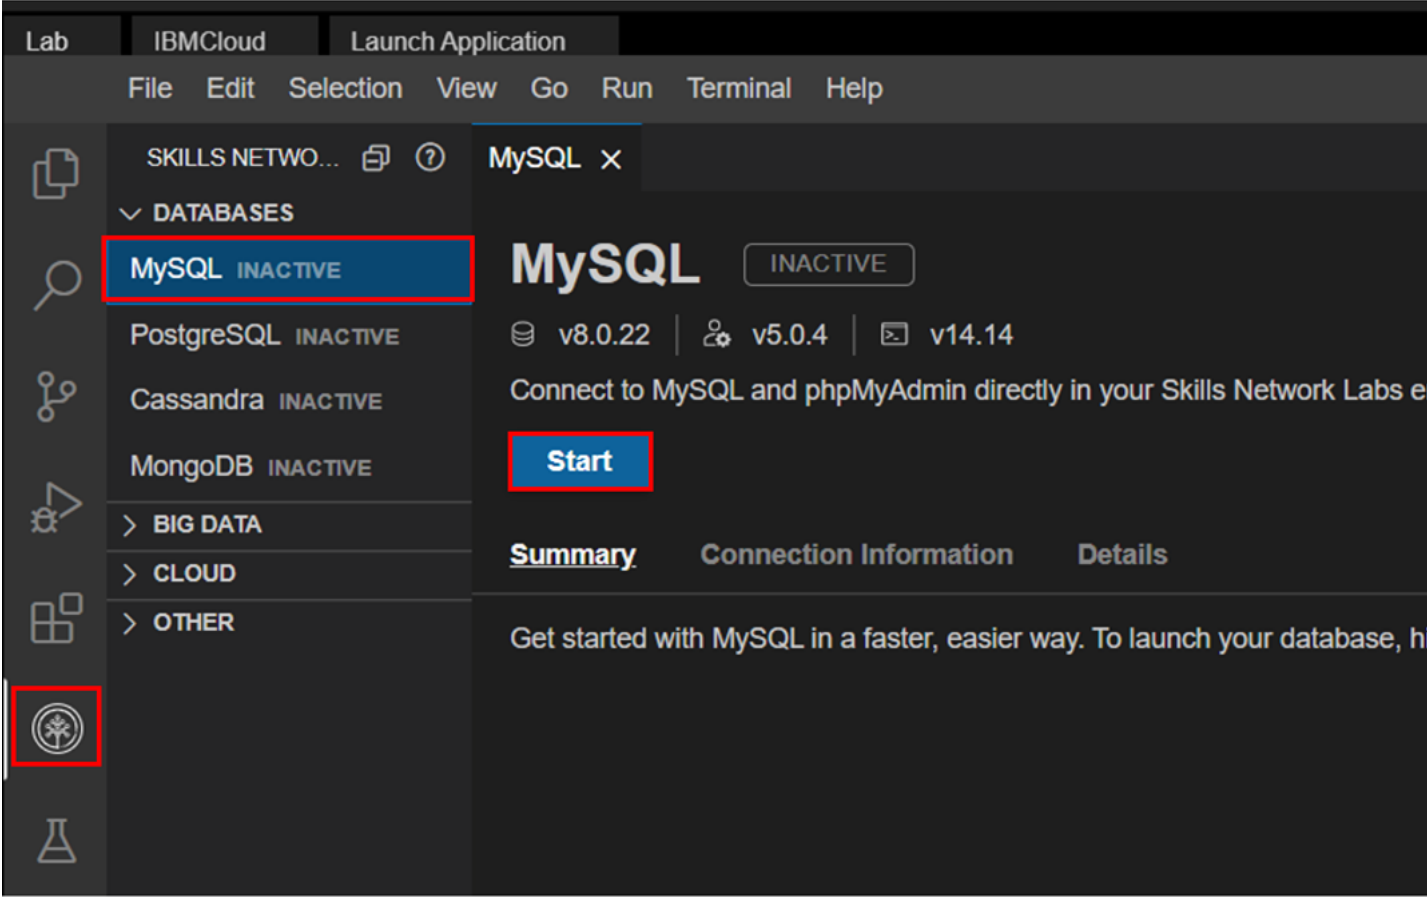 Lab IBMCloud Launch Application
File Edit Selection View Go Run Terminal Help
SKILLS NETWO... MySQL
DATABASES
MySQL INACTIVE
PostgreSQL INACTIVE
Cassandra INACTIVE
MongoDB INACTIVE
BIG DATA
CLOUD
OTHER
MySQL INACTIVE
v8.0.22 v5.0.4 v14.14
Connect to MySQL and phpMyAdmin directly in your Skills Network Labs e
Start
Summary Connection Information Details
Get started with MySQL in a faster, easier way. To launch your database, h